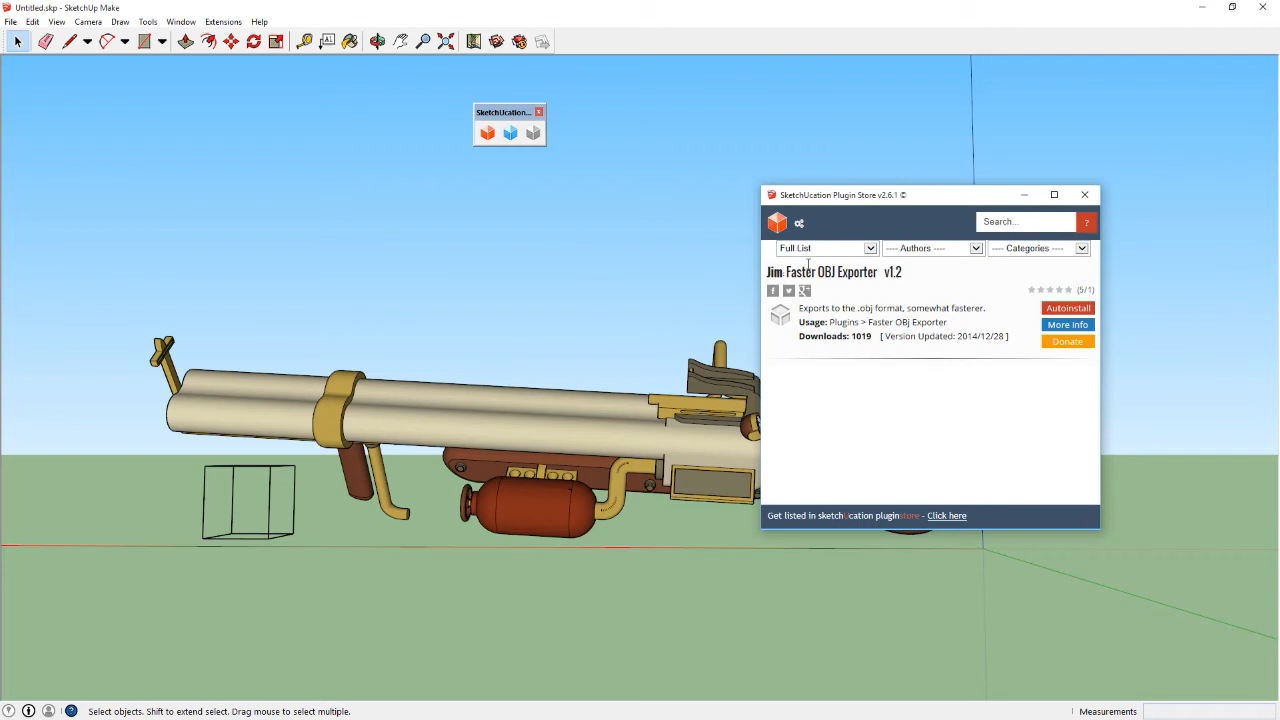 Untitled.skp - SketchUp Make
File Edit View Camera Draw Tools Window Extensions Help
SketchUcation...
SketchUcation Plugin Store v2.6.1 ©
Search... ?
Full List ---- Authors ---- ---- Categories ----
Jim: Faster OBJ Exporter v1.2
(5/1)
Exports to the .obj format, somewhat fasterer.
Autoinstall
Usage: Plugins > Faster OBj Exporter
More Info
Downloads: 1019 [ Version Updated: 2014/12/28 ]
Donate
Get listed in sketchUcation pluginstore - Click here
Select objects. Shift to extend select. Drag mouse to select multiple.
Measurements